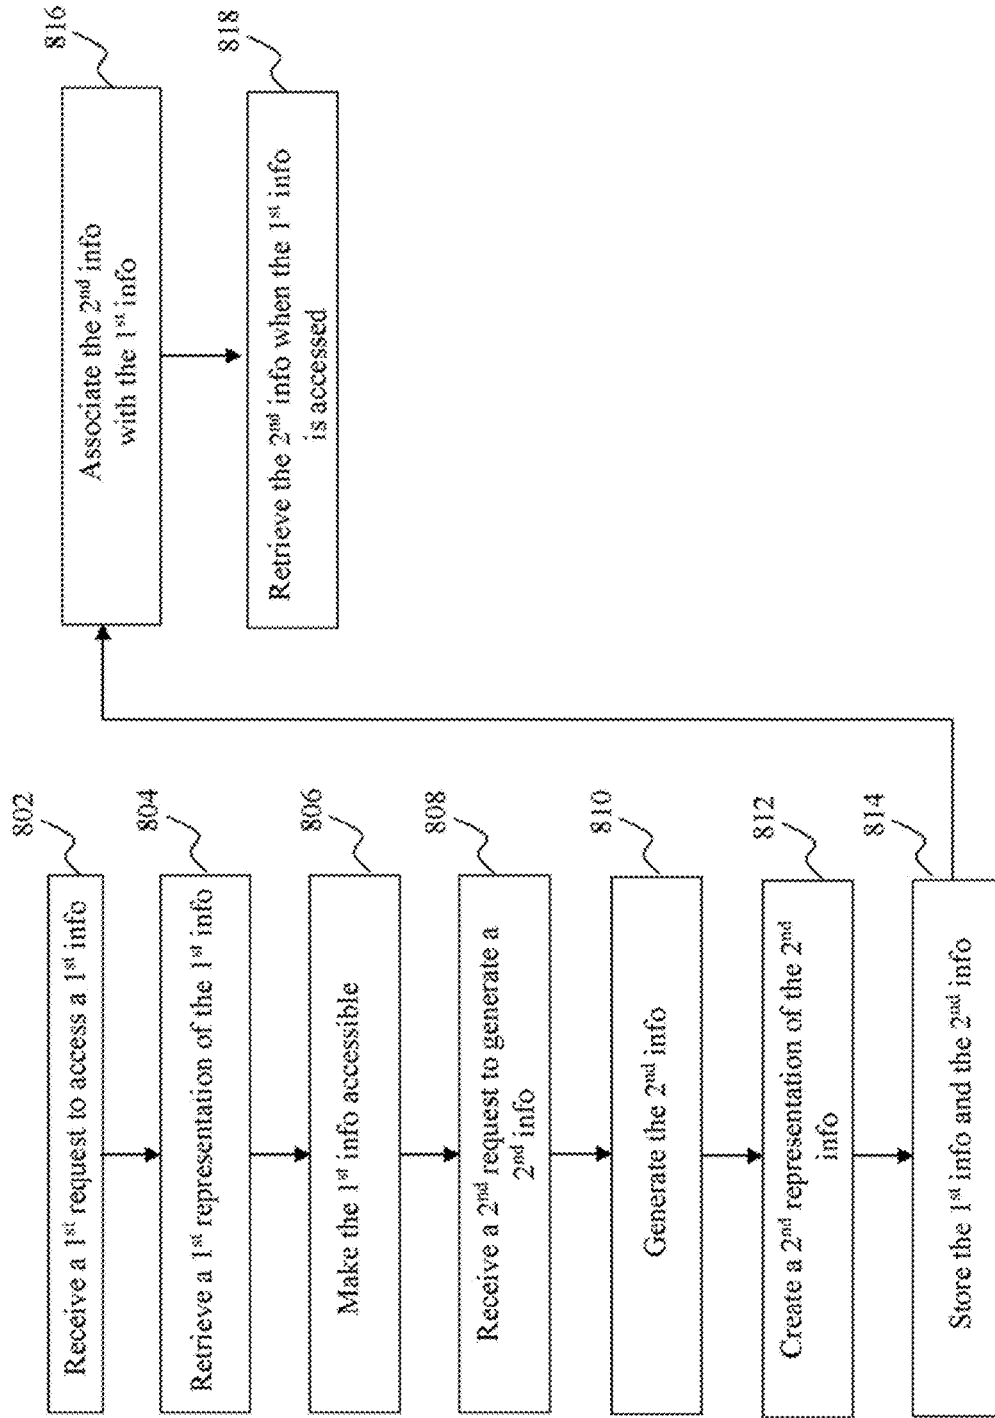 802
Receive a 1st request to access a 1st info
804
Retrieve a 1st representation of the 1st info
806
Make the 1st info accessible
808
Receive a 2nd request to generate a
2nd info
810
Generate the 2nd info
812
Create a 2nd representation of the 2nd
info
814
Store the 1st info and the 2nd info
816
Associate the 2nd info
with the 1st info
818
Retrieve the 2nd info when the 1st info
is accessed